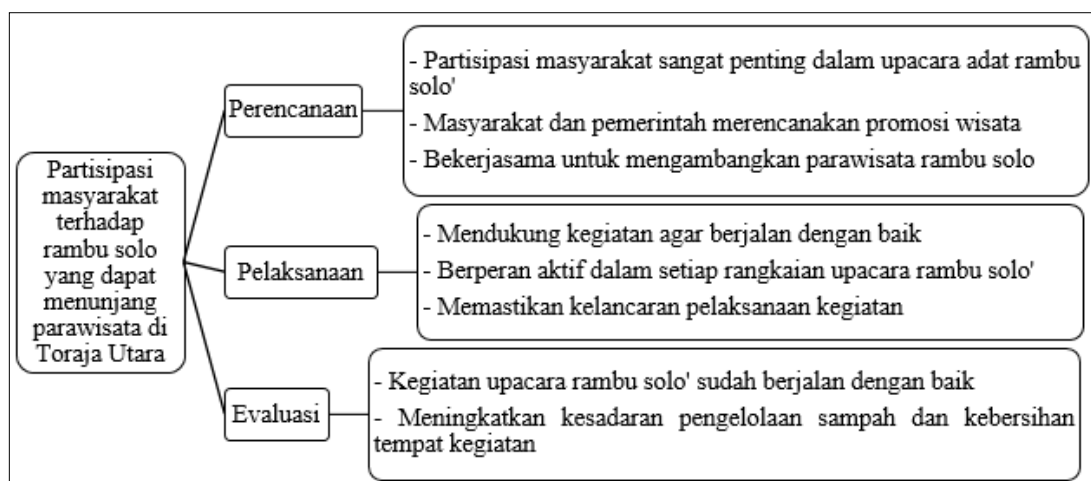 Partisipasi
masyarakat
terhadap
rambu solo
yang dapat
menunjang
parawisata di
Toraja Utara
Perencanaan
- Partisipasi masyarakat sangat penting dalam upacara adat rambu
solo'
- Masyarakat dan pemerintah merencanakan promosi wisata
- Bekerjasama untuk mengambangkan parawisata rambu solo
Pelaksanaan
- Mendukung kegiatan agar berjalan dengan baik
- Berperan aktif dalam setiap rangkaian upacara rambu solo'
- Memastikan kelancaran pelaksanaan kegiatan
Evaluasi
- Kegiatan upacara rambu solo' sudah berjalan dengan baik
- Meningkatkan kesadaran pengelolaan sampah dan kebersihan
tempat kegiatan